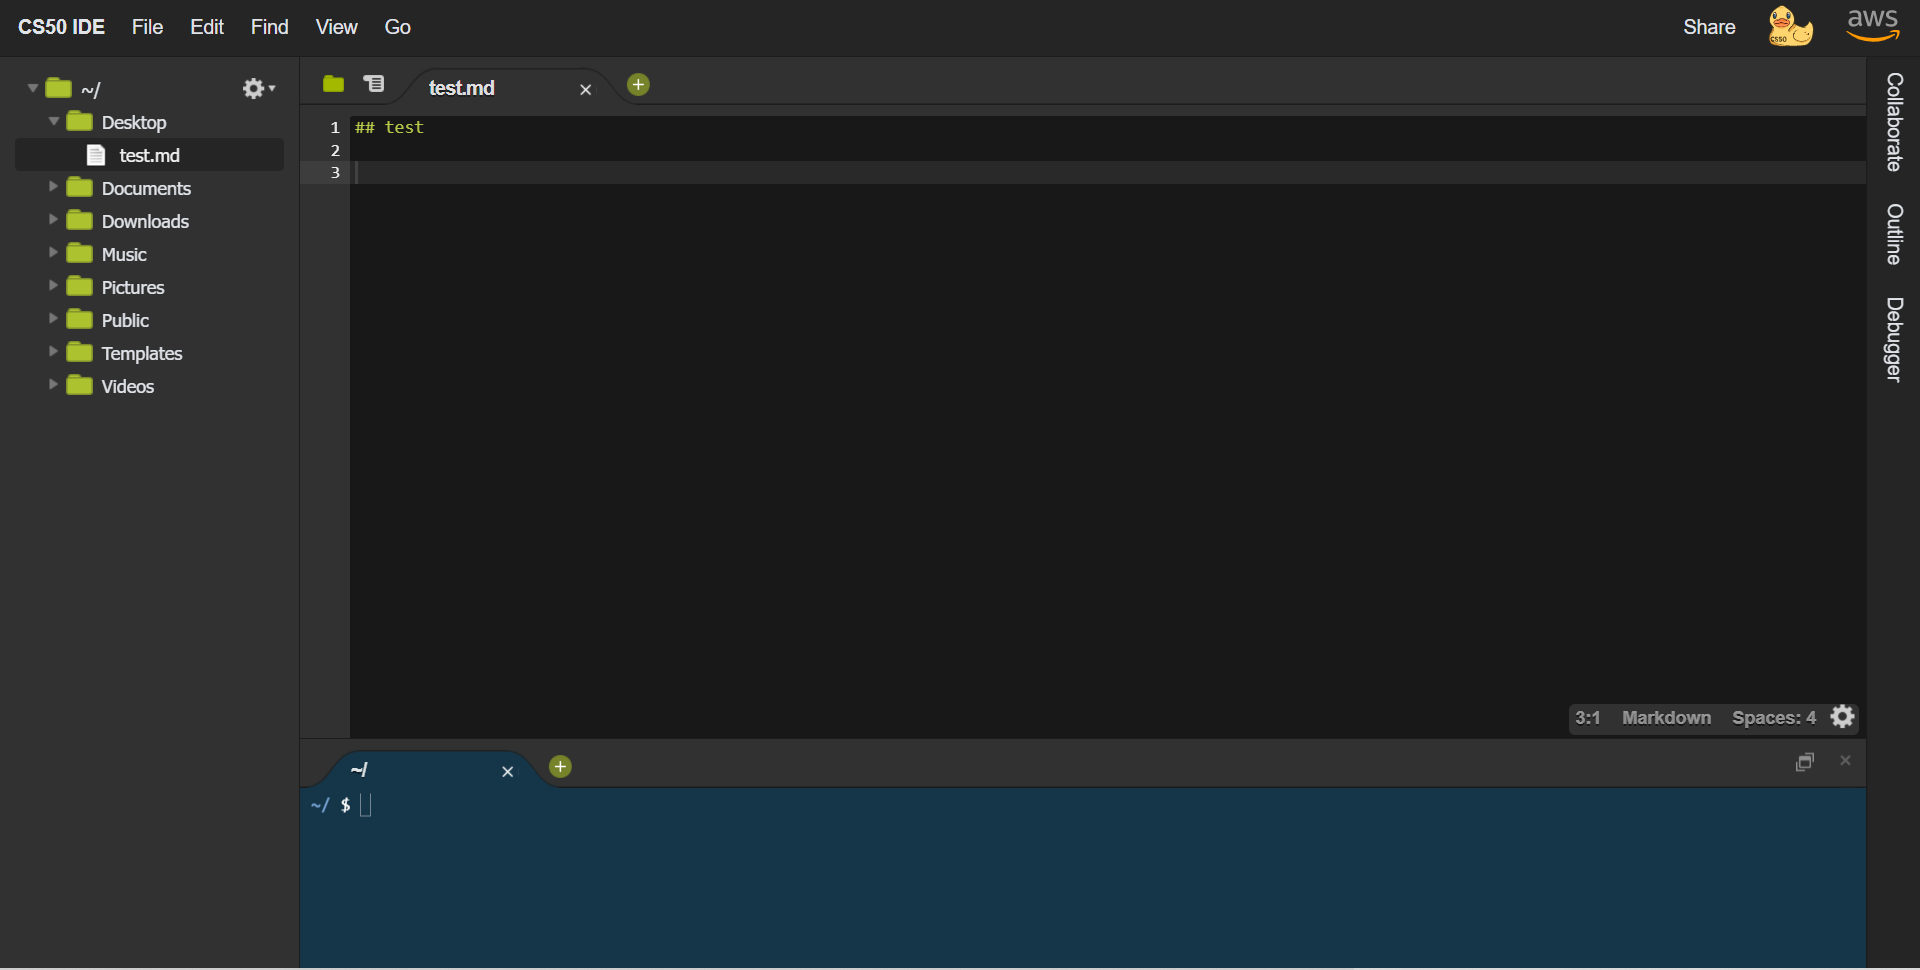 CS50 IDE File Edit Find View Go Share aws
CS50
~/
Desktop
test.md
Documents
Downloads
Music
Pictures
Public
Templates
Videos
test.md
1 ## test
2
3
3:1 Markdown Spaces: 4
~/
~/ $
Collaborate
Outline
Debugger